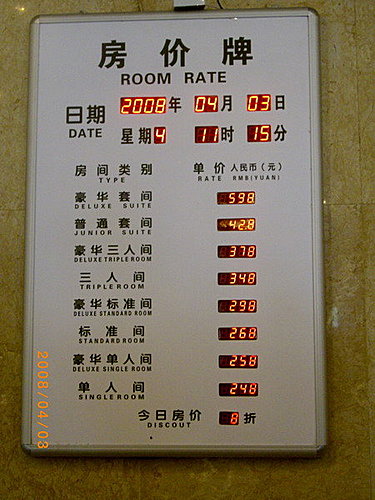 房价牌
ROOM RATE
日期 2008年 04月 03日
DATE 星期4 11时 15分
房间类别 单价人民币(元)
TYPE RATE RMB(YUAN)
豪华套间 598
DELUXE SUITE
普通套间 428
JUNIOR SUITE
豪华三人间 378
DELUXE TRIPLE ROOM
三人间 348
TRIPLE ROOM
豪华标准间 298
DELUXE STANDARD ROOM
标准间 268
STANDARD ROOM
豪华单人间 258
DELUXE SINGLE ROOM
单人间 248
SINGLE ROOM
今日房价 8折
DISCOUT
2008/04/03